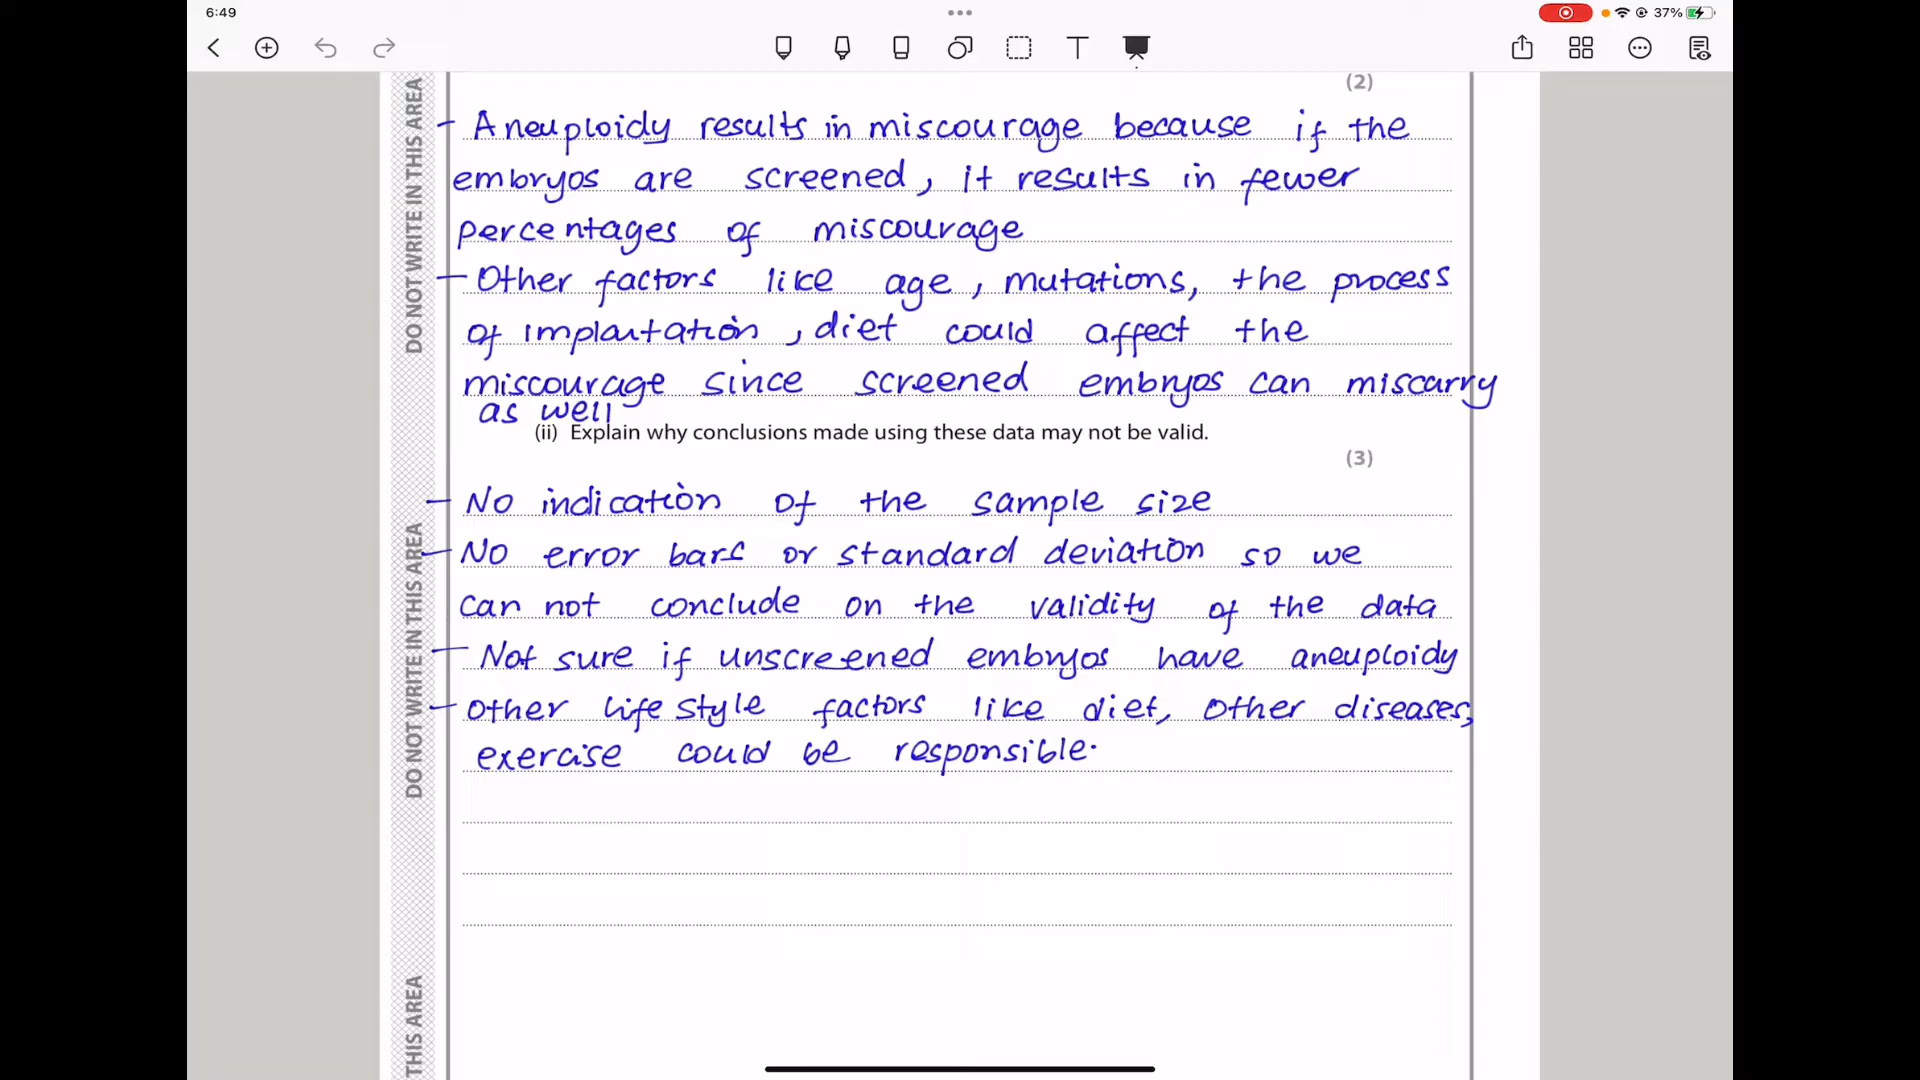 6:49
37%
(2)
- Aneuploidy results in miscourage because if the
embryos are screened, it results in fewer
percentages of miscourage
- Other factors like age, mutations, the process
of implantation, diet could affect the
miscourage since screened embryos can miscarry
as well
(ii) Explain why conclusions made using these data may not be valid.
(3)
- No indication of the sample size
- No error bars or standard deviation so we
can not conclude on the validity of the data
- Not sure if unscreened embryos have aneuploidy
- other life style factors like diet, other diseases,
exercise could be responsible.
DO NOT WRITE IN THIS AREA
DO NOT WRITE IN THIS AREA
THIS AREA